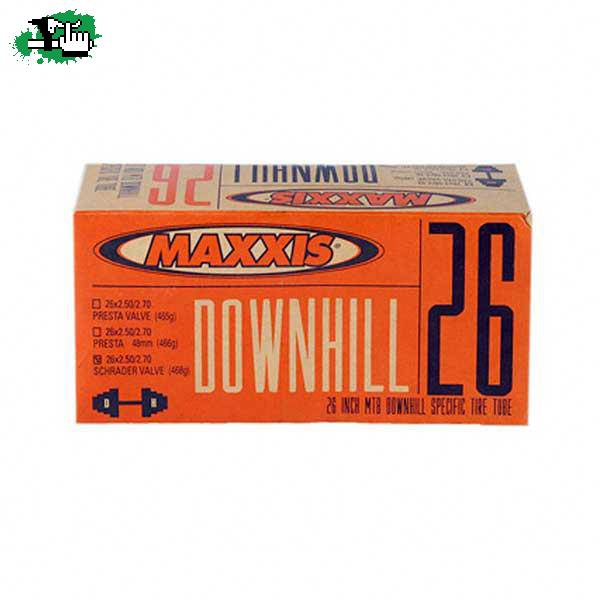 DOWNHILL
26
MAXXIS
MAXXIS®
26x2.50/2.70
PRESTA VALVE (465g)
26x2.50/2.70
PRESTA 48mm (466g)
26x2.50/2.70
SCHRADER VALVE (468g)
D H
DOWNHILL
26
26 INCH MTB DOWNHILL SPECIFIC TIRE TUBE